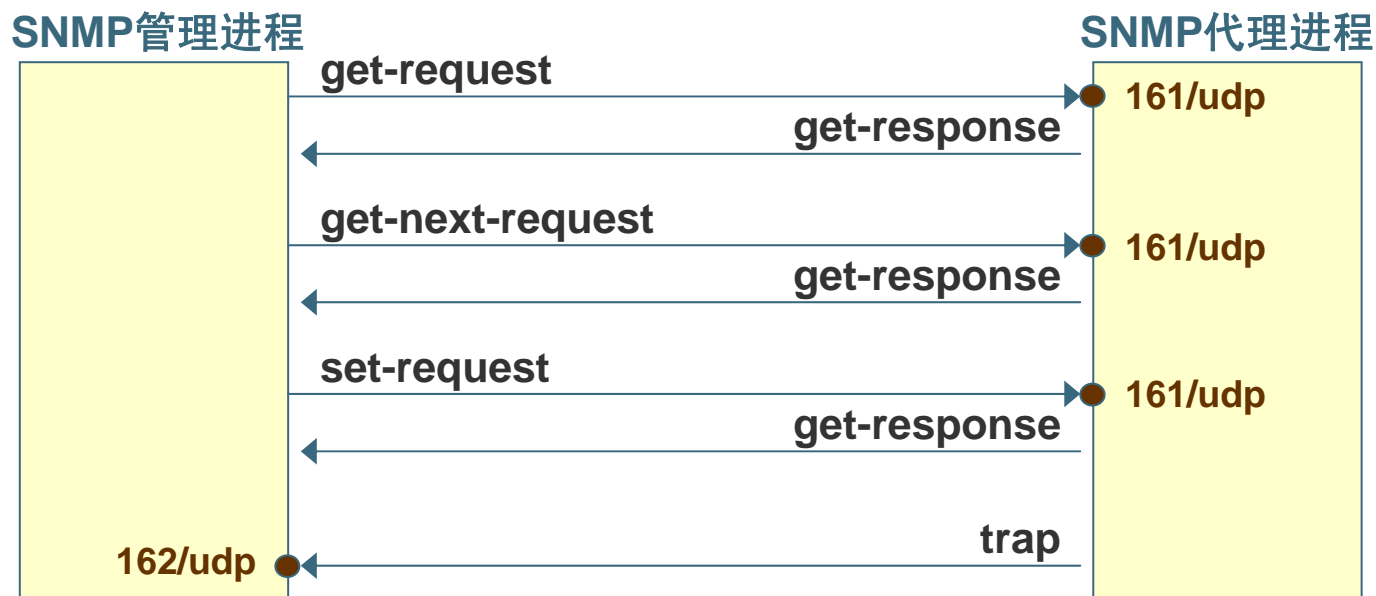 SNMP管理进程
SNMP代理进程
get-request
161/udp
get-response
get-next-request
161/udp
get-response
set-request
161/udp
get-response
trap
162/udp